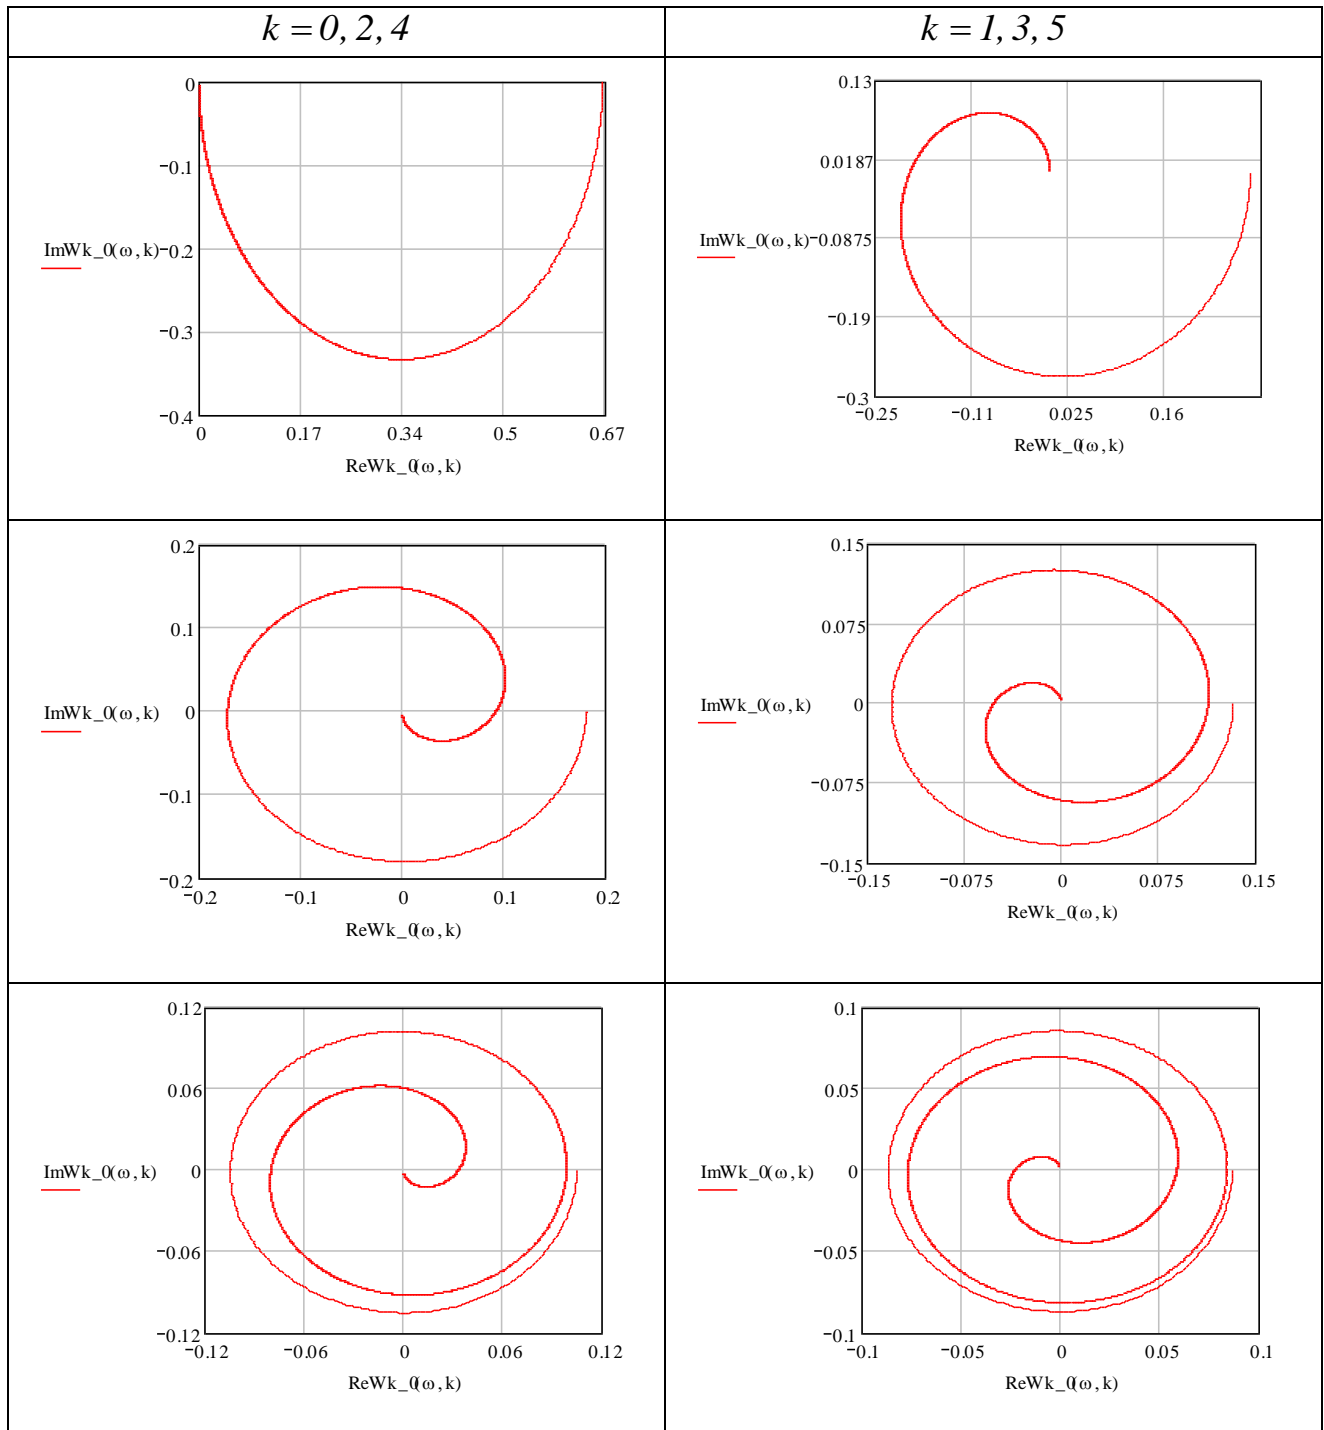 k = 0, 2, 4
k = 1, 3, 5
0
−0.1
ImWk_0(ω, k)
−0.2
−0.3
−0.4
0 0.17 0.34 0.5 0.67
ReWk_0(ω, k)
0.13
0.0187
ImWk_0(ω, k)
−0.0875
−0.19
−0.3
−0.25 −0.11 0.025 0.16
ReWk_0(ω, k)
0.2
0.1
ImWk_0(ω, k)
0
−0.1
−0.2
−0.2 −0.1 0 0.1 0.2
ReWk_0(ω, k)
0.15
0.075
ImWk_0(ω, k)
0
−0.075
−0.15
−0.15 −0.075 0 0.075 0.15
ReWk_0(ω, k)
0.12
0.06
ImWk_0(ω, k)
0
−0.06
−0.12
−0.12 −0.06 0 0.06 0.12
ReWk_0(ω, k)
0.1
0.05
ImWk_0(ω, k)
0
−0.05
−0.1
−0.1 −0.05 0 0.05 0.1
ReWk_0(ω, k)